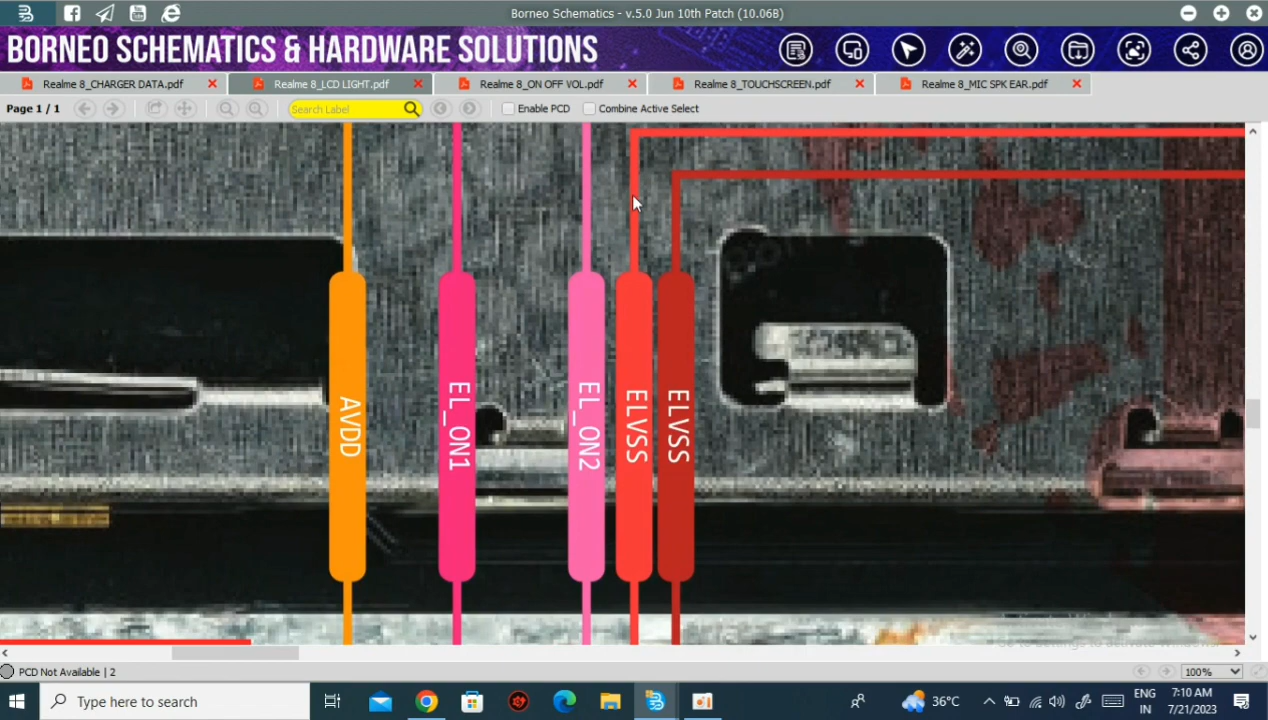 Borneo Schematics - v.5.0 Jun 10th Patch (10.06B)
BORNEO SCHEMATICS & HARDWARE SOLUTIONS
Realme 8_CHARGER DATA.pdf
Realme 8_LCD LIGHT.pdf
Realme 8_ON OFF VOL.pdf
Realme 8_TOUCHSCREEN.pdf
Realme 8_MIC SPK EAR.pdf
Page 1 / 1
Search Label
Enable PCD
Combine Active Select
AVDD
EL_ON1
EL_ON2
ELVSS
ELVSS
PCD Not Available | 2
100%
Type here to search
36°C
ENG
IN
7:10 AM
7/21/2023